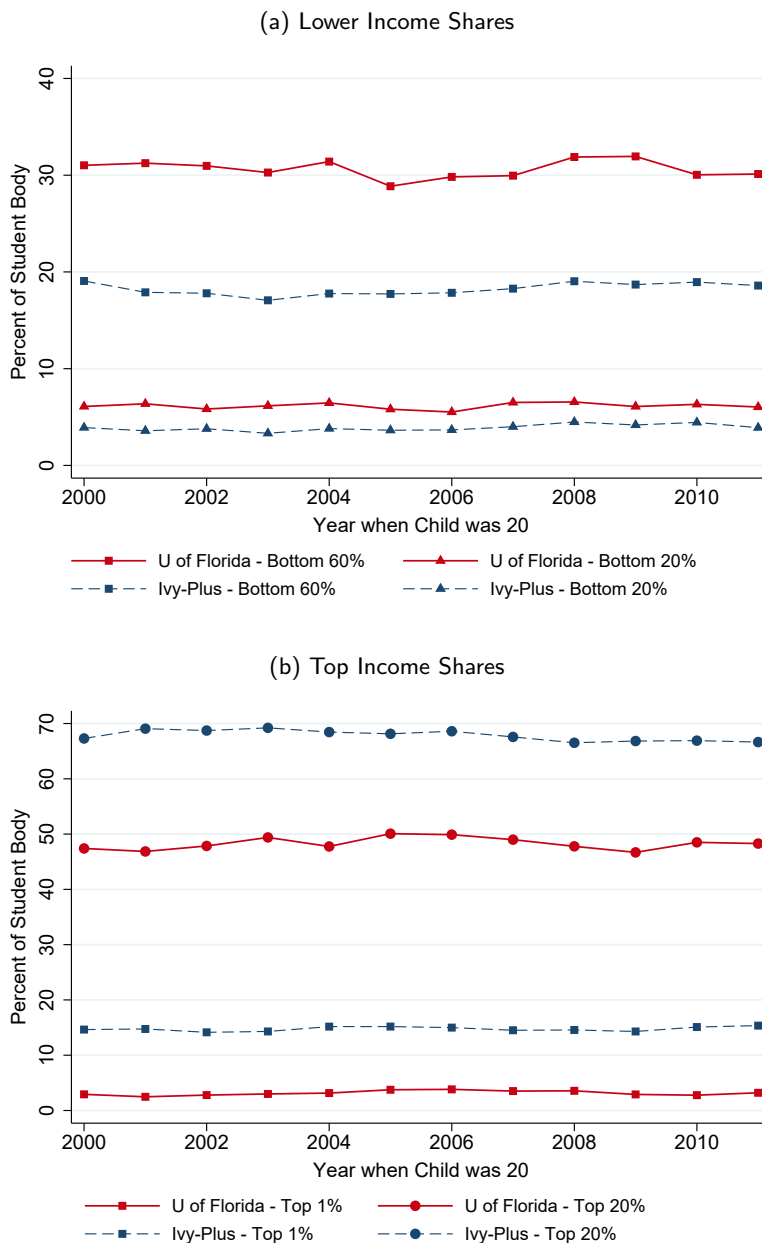 (a) Lower Income Shares
Percent of Student Body
40
30
20
10
0
2000 2002 2004 2006 2008 2010
Year when Child was 20
U of Florida - Bottom 60% U of Florida - Bottom 20%
Ivy-Plus - Bottom 60% Ivy-Plus - Bottom 20%
(b) Top Income Shares
Percent of Student Body
70
60
50
40
30
20
10
0
2000 2002 2004 2006 2008 2010
Year when Child was 20
U of Florida - Top 1% U of Florida - Top 20%
Ivy-Plus - Top 1% Ivy-Plus - Top 20%